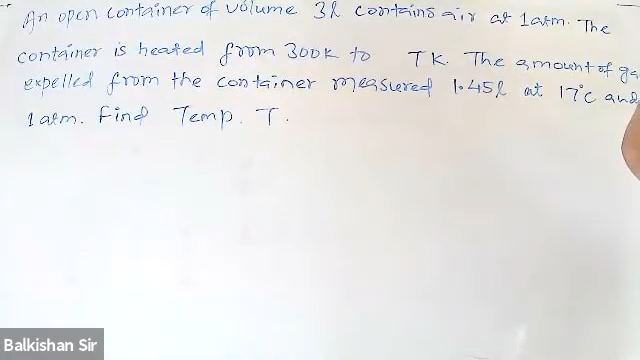 An open container of volume 3l contains air at 1atm. The
container is heated from 300K to TK. The amount of ga
expelled from the container measured 1.45l at 17°C and
1atm. Find Temp. T.
Balkishan Sir